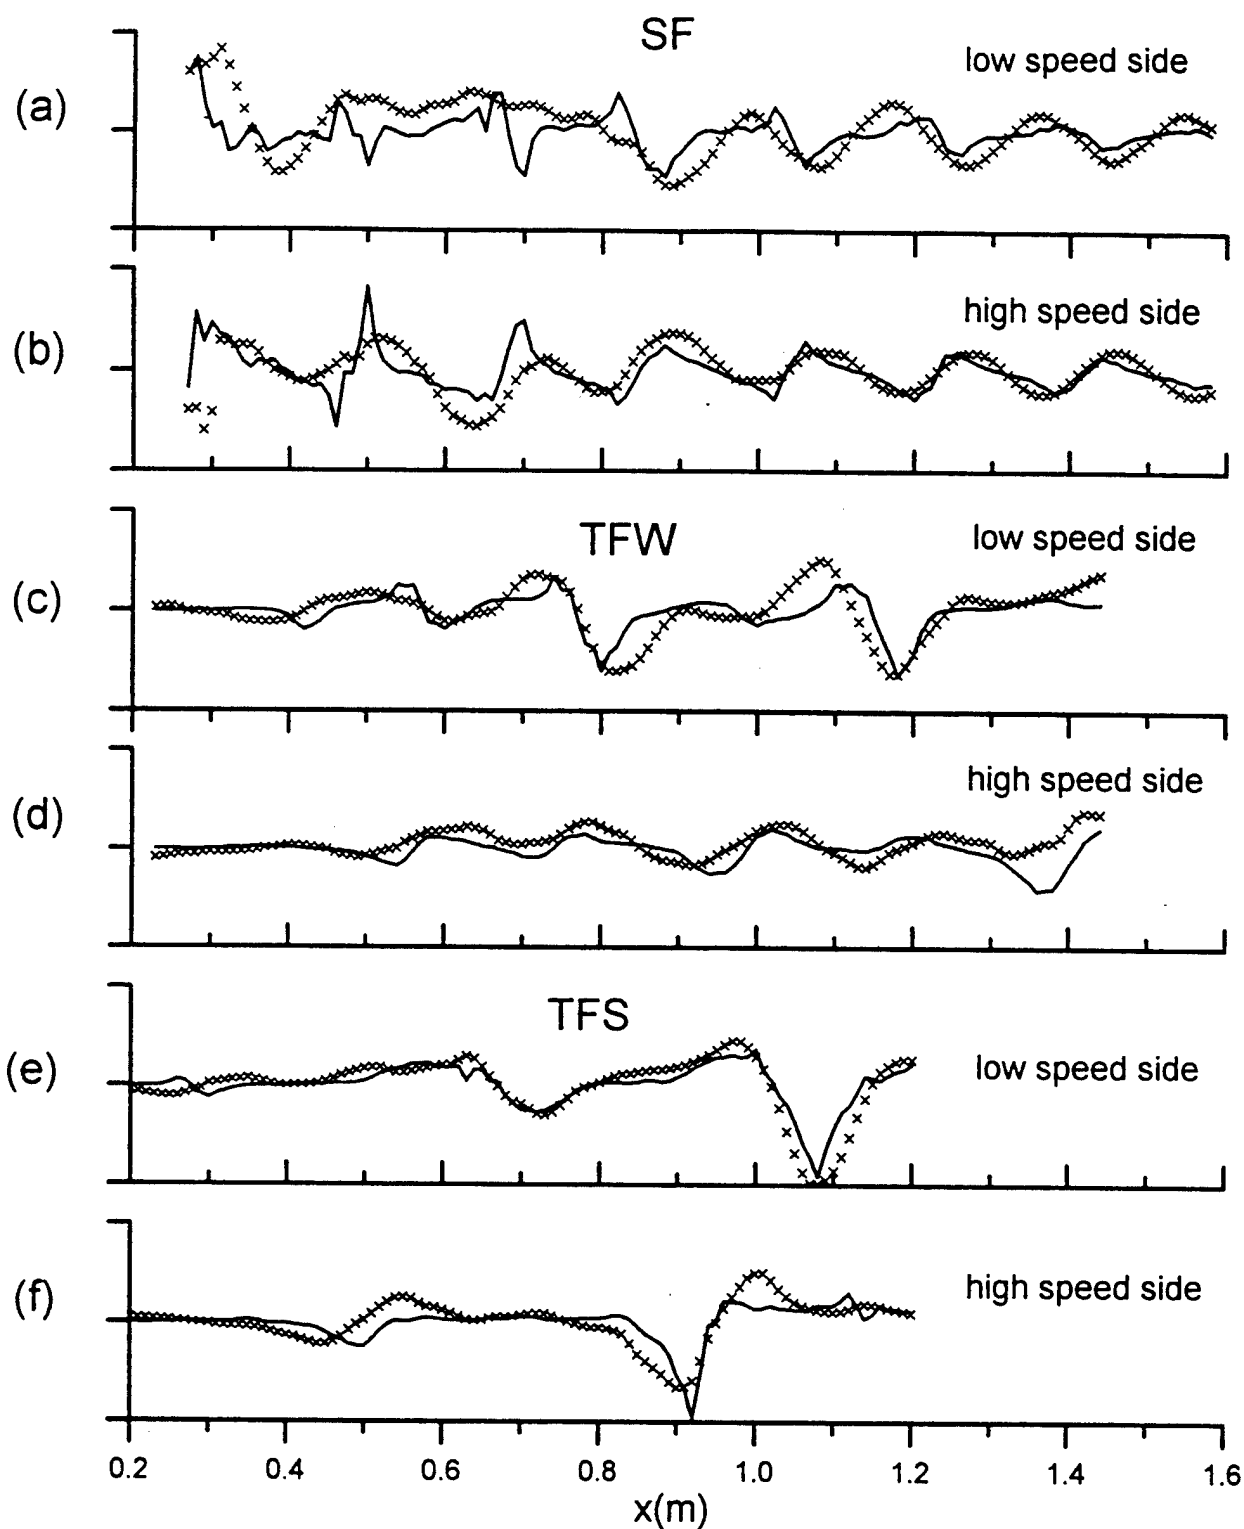 SF
low speed side
(a)
high speed side
(b)
TFW
low speed side
(c)
high speed side
(d)
TFS
low speed side
(e)
high speed side
(f)
0.2 0.4 0.6 0.8 1.0 1.2 1.4 1.6
x(m)